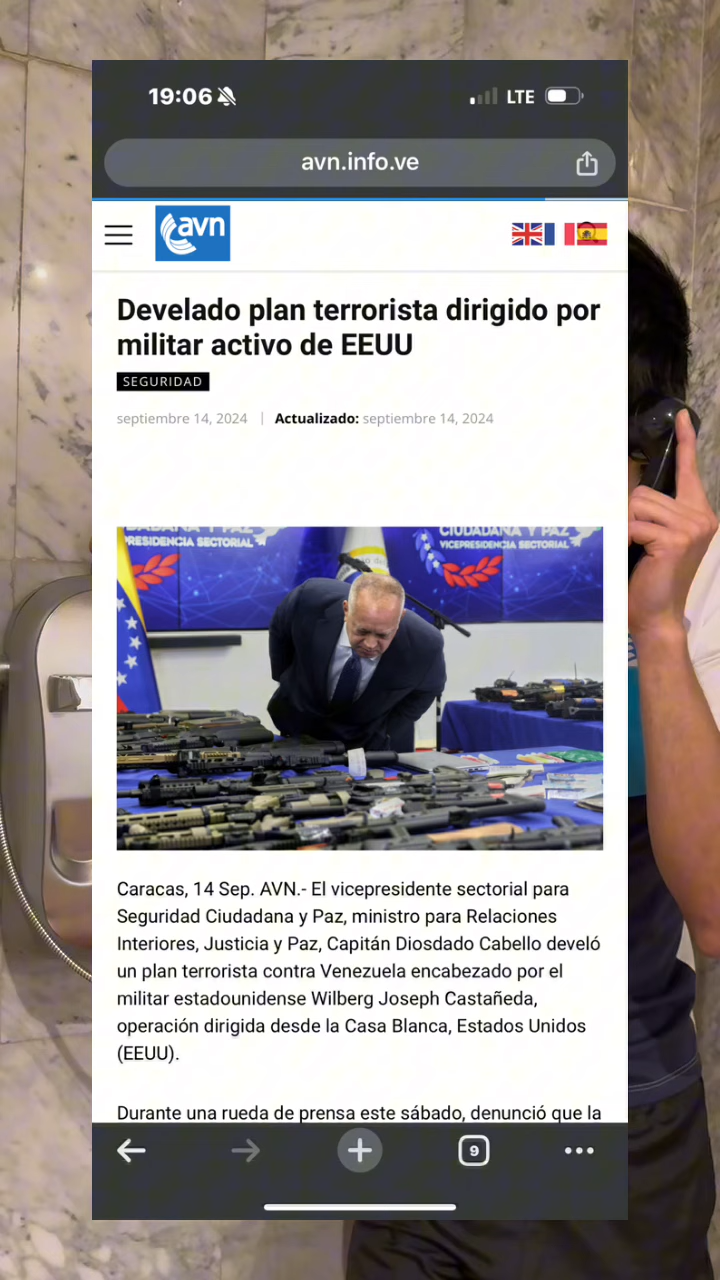 19:06
LTE
avn.info.ve
avn
Develado plan terrorista dirigido por
militar activo de EEUU
SEGURIDAD
septiembre 14, 2024 | Actualizado: septiembre 14, 2024
CIUDADANA Y PAZ
PRESIDENCIA SECTORIAL
VICEPRESIDENCIA SECTORIAL
Caracas, 14 Sep. AVN.- El vicepresidente sectorial para
Seguridad Ciudadana y Paz, ministro para Relaciones
Interiores, Justicia y Paz, Capitán Diosdado Cabello develó
un plan terrorista contra Venezuela encabezado por el
militar estadounidense Wilberg Joseph Castañeda,
operación dirigida desde la Casa Blanca, Estados Unidos
(EEUU).
Durante una rueda de prensa este sábado, denunció que la
9